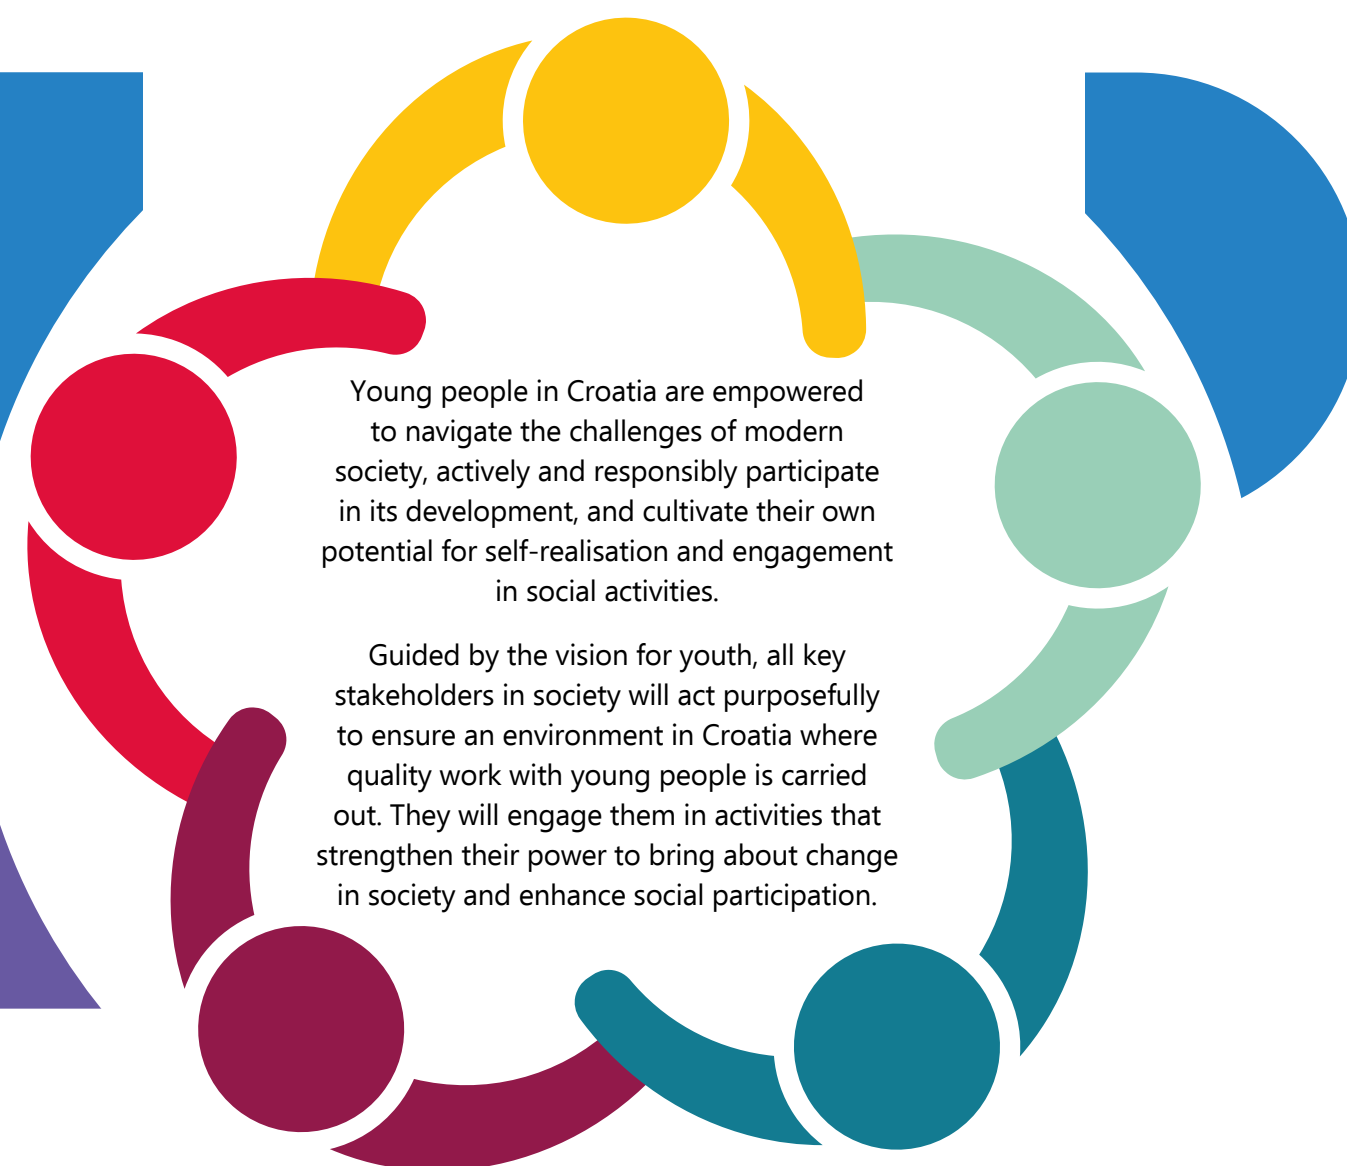 Young people in Croatia are empowered
to navigate the challenges of modern
society, actively and responsibly participate
in its development, and cultivate their own
potential for self-realisation and engagement
in social activities.
Guided by the vision for youth, all key
stakeholders in society will act purposefully
to ensure an environment in Croatia where
quality work with young people is carried
out. They will engage them in activities that
strengthen their power to bring about change
in society and enhance social participation.